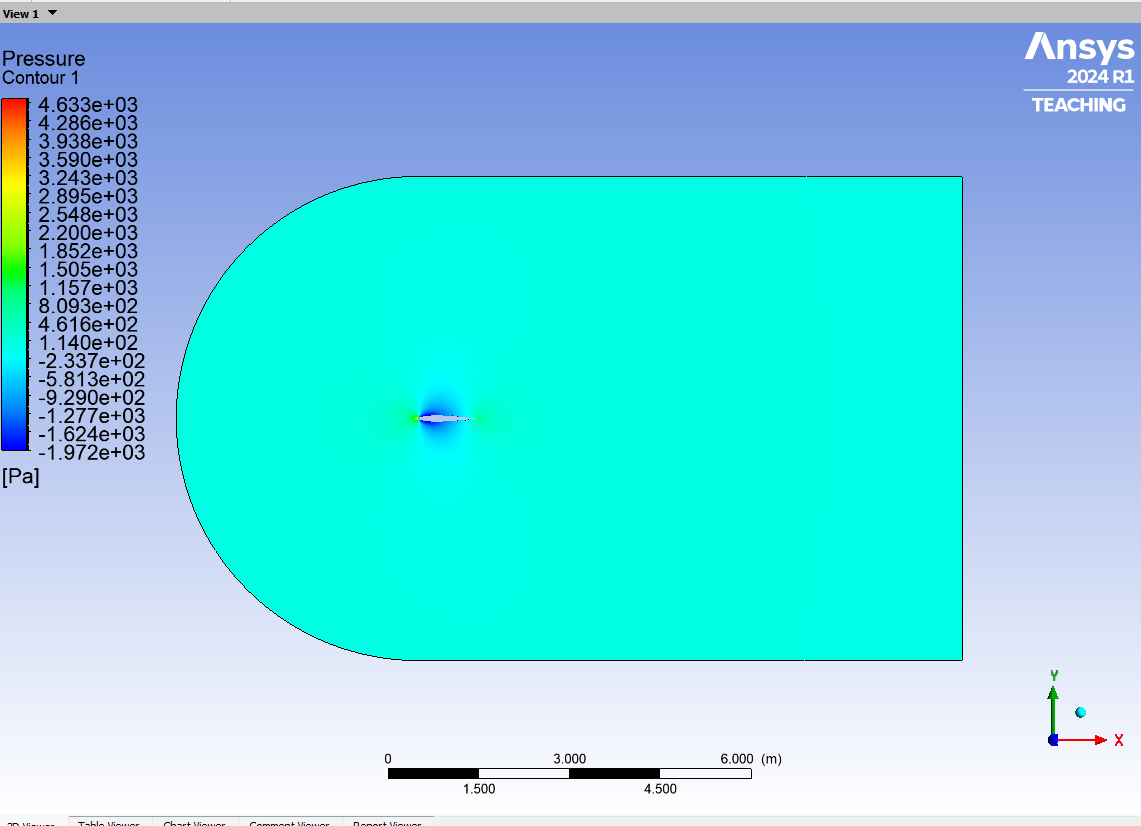 View 1
Ansys
2024 R1
TEACHING
Pressure
Contour 1
4.633e+03
4.286e+03
3.938e+03
3.590e+03
3.243e+03
2.895e+03
2.548e+03
2.200e+03
1.852e+03
1.505e+03
1.157e+03
8.093e+02
4.616e+02
1.140e+02
-2.337e+02
-5.813e+02
-9.290e+02
-1.277e+03
-1.624e+03
-1.972e+03
[Pa]
Y
X
0 3.000 6.000 (m)
1.500 4.500
3D Viewer Table Viewer Chart Viewer Comment Viewer Report Viewer